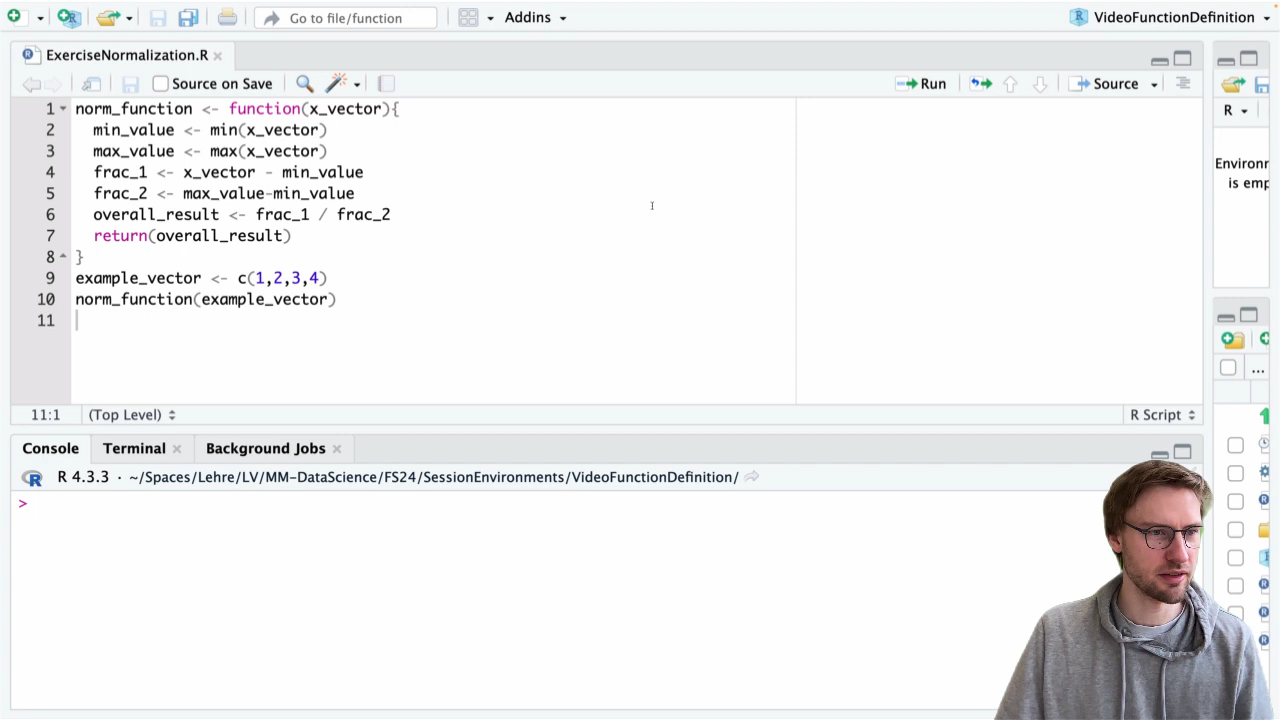 Go to file/function
Addins
VideoFunctionDefinition
ExerciseNormalization.R
Source on Save
Run
Source
1 norm_function <- function(x_vector){
2   min_value <- min(x_vector)
3   max_value <- max(x_vector)
4   frac_1 <- x_vector - min_value
5   frac_2 <- max_value-min_value
6   overall_result <- frac_1 / frac_2
7   return(overall_result)
8 }
9 example_vector <- c(1,2,3,4)
10 norm_function(example_vector)
11
11:1 (Top Level) R Script
R
Environr
is emp
...
Console Terminal Background Jobs
R 4.3.3 · ~/Spaces/Lehre/LV/MM-DataScience/FS24/SessionEnvironments/VideoFunctionDefinition/
>